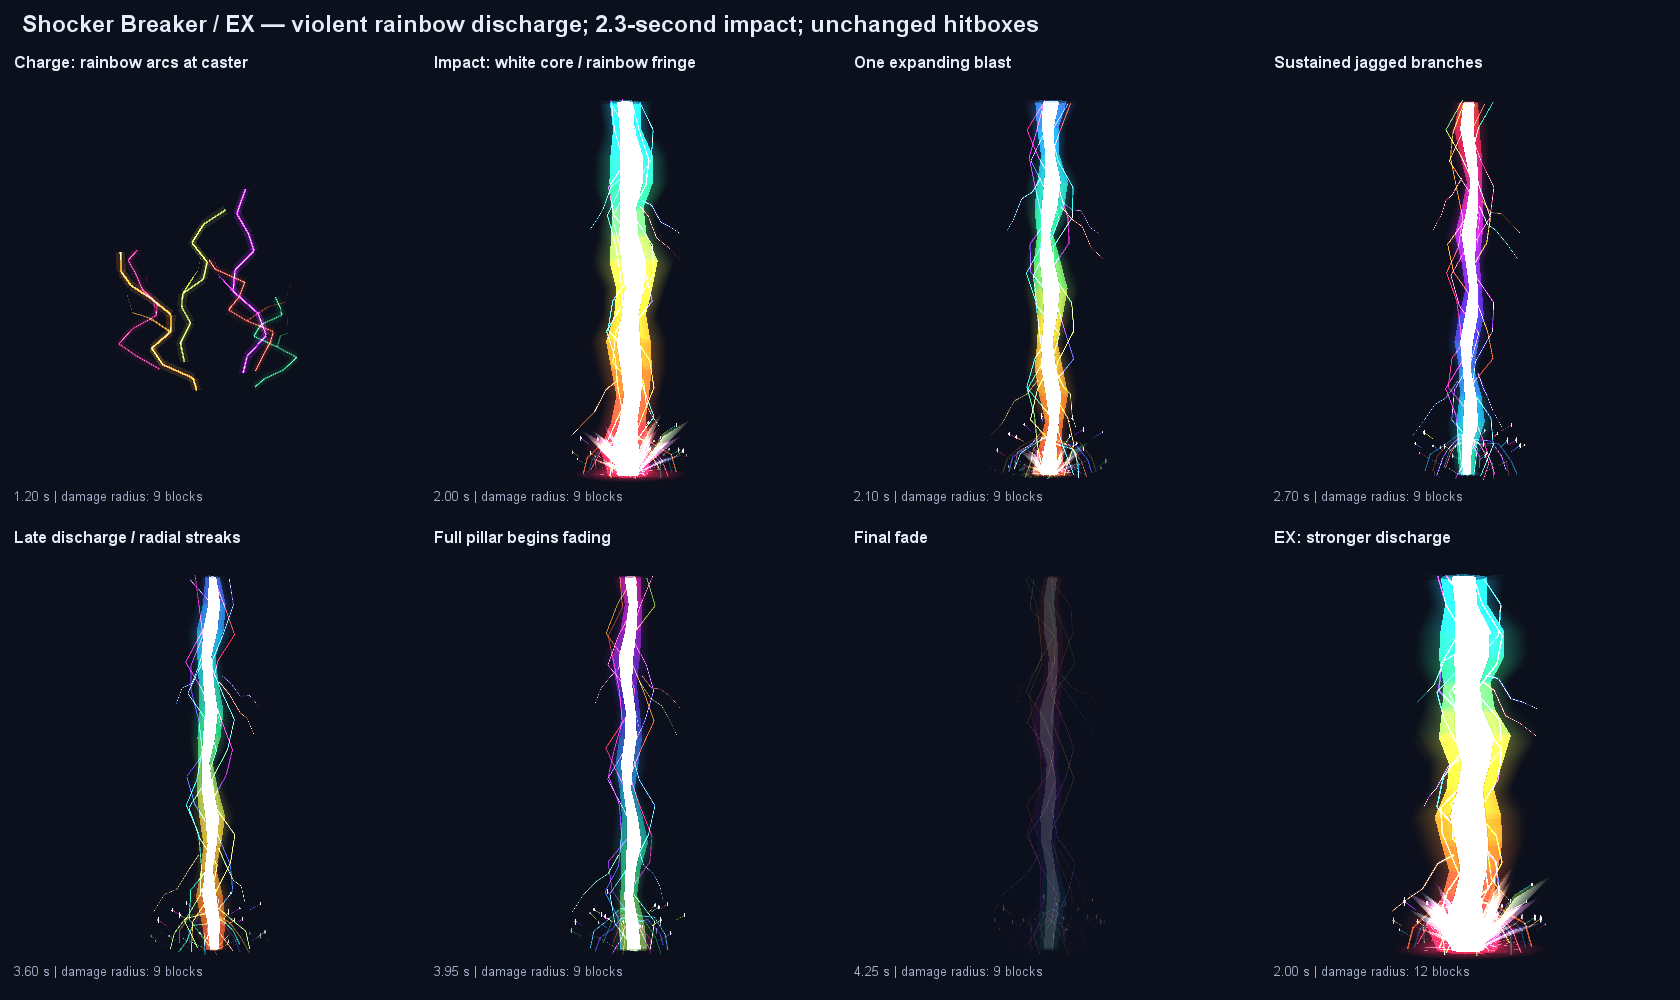 Shocker Breaker / EX — violent rainbow discharge; 2.3-second impact; unchanged hitboxes
Charge: rainbow arcs at caster
Impact: white core / rainbow fringe
One expanding blast
Sustained jagged branches
1.20 s | damage radius: 9 blocks
2.00 s | damage radius: 9 blocks
2.10 s | damage radius: 9 blocks
2.70 s | damage radius: 9 blocks
Late discharge / radial streaks
Full pillar begins fading
Final fade
EX: stronger discharge
3.60 s | damage radius: 9 blocks
3.95 s | damage radius: 9 blocks
4.25 s | damage radius: 9 blocks
2.00 s | damage radius: 12 blocks